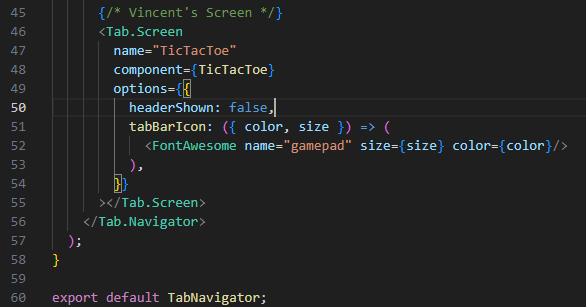 45 {/* Vincent's Screen */}
46 <Tab.Screen
47 name="TicTacToe"
48 component={TicTacToe}
49 options={{
50 headerShown: false,
51 tabBarIcon: ({ color, size }) => (
52 <FontAwesome name="gamepad" size={size} color={color}/>
53 ),
54 }}
55 ></Tab.Screen>
56 </Tab.Navigator>
57 );
58 }
59
60 export default TabNavigator;